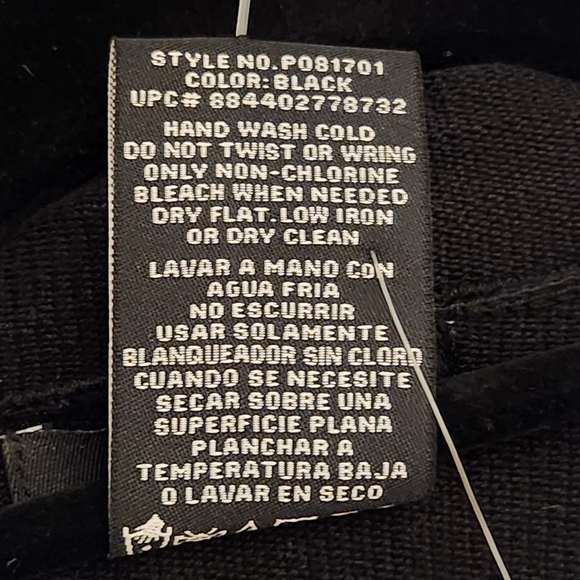 STYLE NO.P081701
COLOR:BLACK
UPC# 884402778732
HAND WASH COLD
DO NOT TWIST OR WRING
ONLY NON-CHLORINE
BLEACH WHEN NEEDED
DRY FLAT.LOW IRON
OR DRY CLEAN
LAVAR A MANO CON
AGUA FRIA
NO ESCURRIR
USAR SOLAMENTE
BLANQUEADOR SIN CLORO
CUANDO SE NECESITE
SECAR SOBRE UNA
SUPERFICIE PLANA
PLANCHAR A
TEMPERATURA BAJA
O LAVAR EN SECO